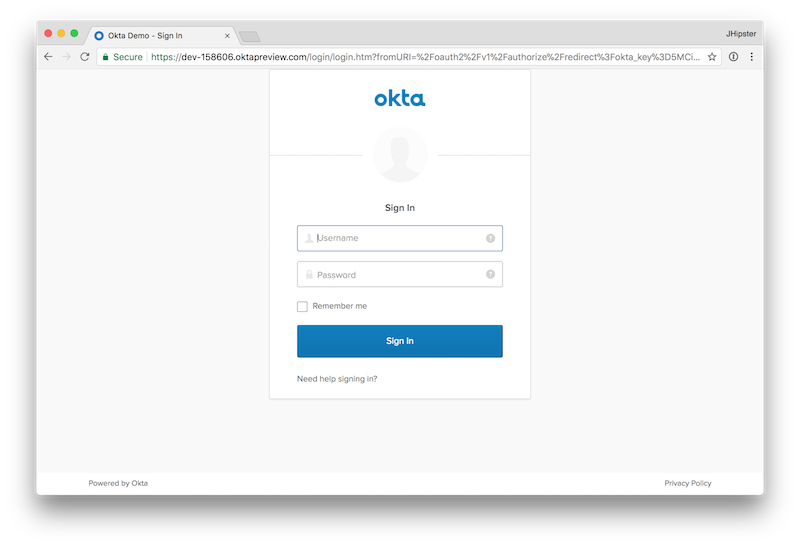 Okta Demo - Sign In
JHipster
Secure https://dev-158606.oktapreview.com/login/login.htm?fromURI=%2Foauth2%2Fv1%2Fauthorize%2Fredirect%3Fokta_key%3D5MCi...
okta
Sign In
Username
Password
Remember me
Sign In
Need help signing in?
Powered by Okta
Privacy Policy